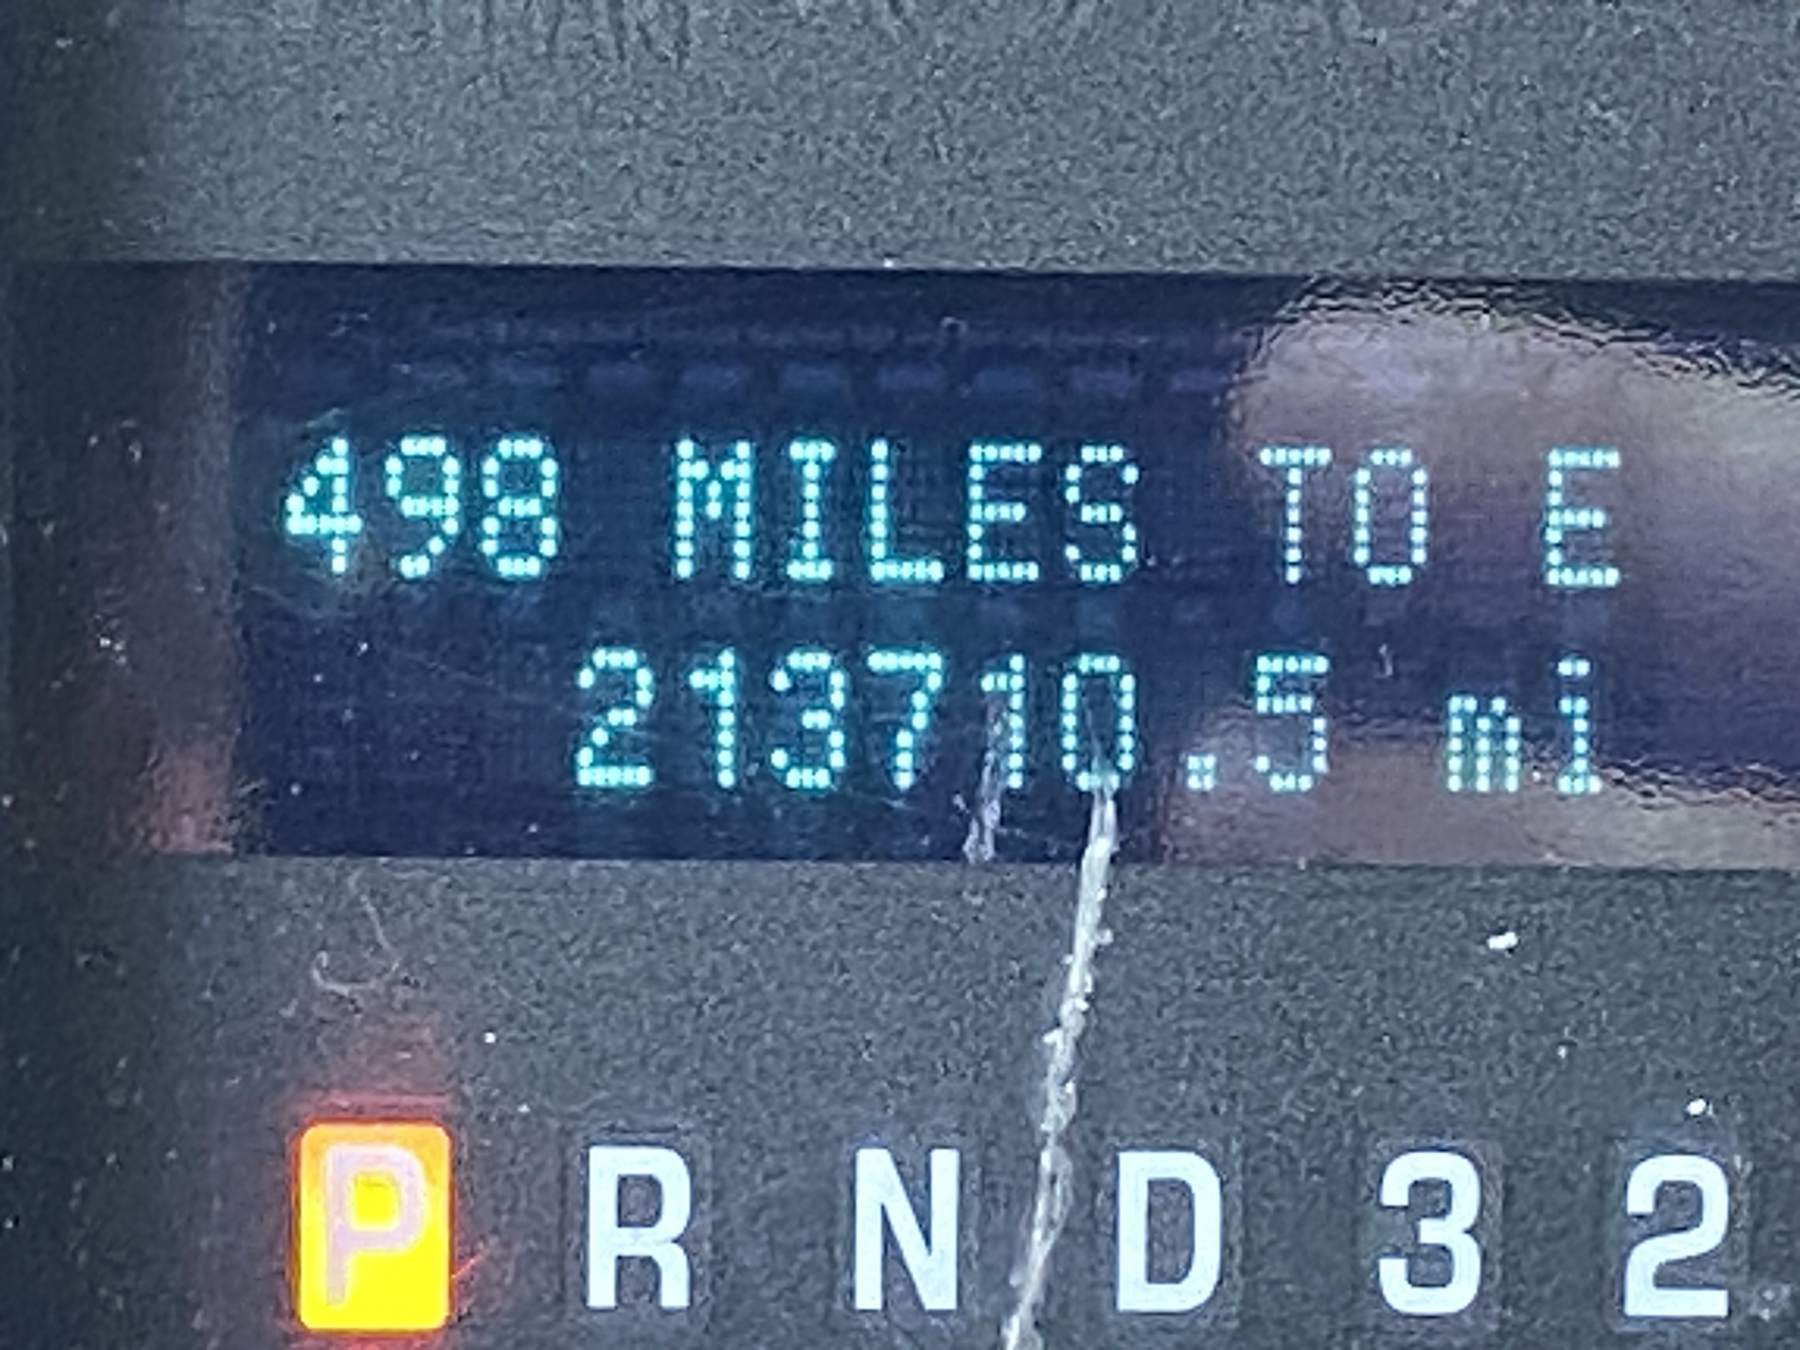 498 MILES TO E
213710.5 mi
P R N D 3 2